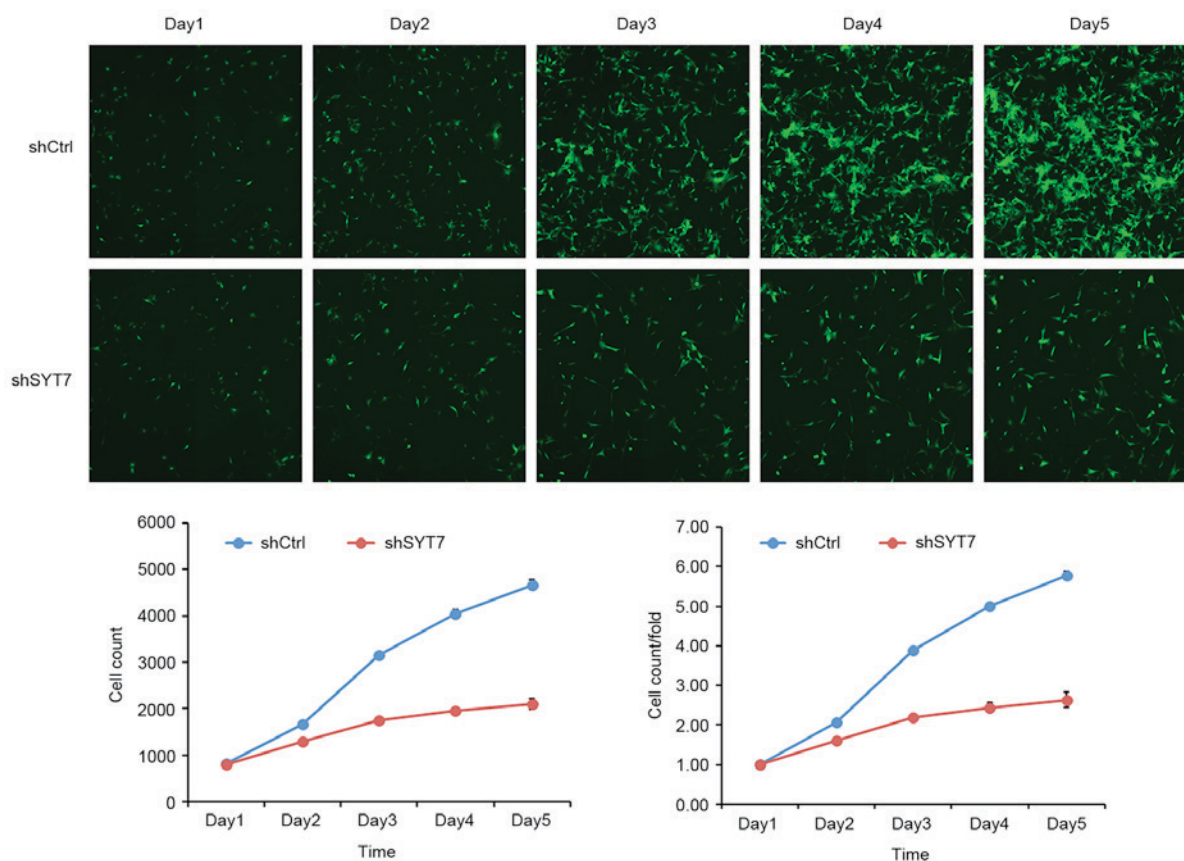 Day1 Day2 Day3 Day4 Day5
shCtrl
shSYT7
6000
5000
4000
3000
2000
1000
0
Cell count
shCtrl shSYT7
Day1 Day2 Day3 Day4 Day5
Time
7.00
6.00
5.00
4.00
3.00
2.00
1.00
0.00
Cell count/fold
shCtrl shSYT7
Day1 Day2 Day3 Day4 Day5
Time